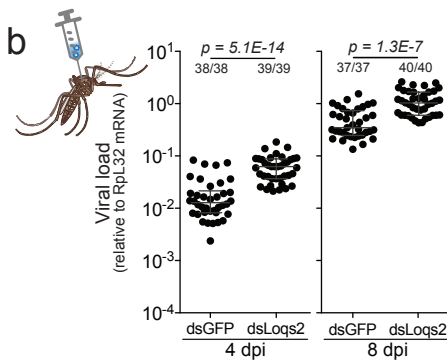 b
p = 5.1E-14
p = 1.3E-7
38/38
39/39
37/37
40/40
Viral load
(relative to RpL32 mRNA)
10¹
10⁰
10⁻¹
10⁻²
10⁻³
10⁻⁴
dsGFP
dsLoqs2
dsGFP
dsLoqs2
4 dpi
8 dpi